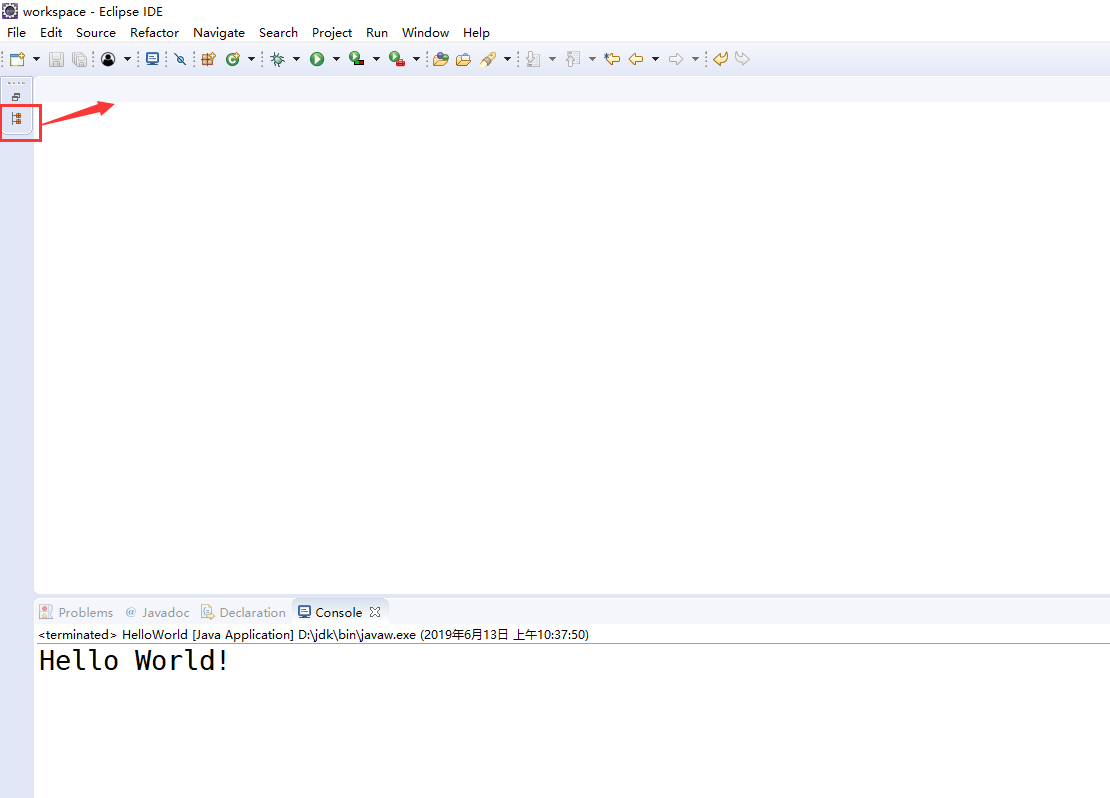 workspace - Eclipse IDE
File Edit Source Refactor Navigate Search Project Run Window Help
Problems @ Javadoc Declaration Console
<terminated> HelloWorld [Java Application] D:\jdk\bin\javaw.exe (2019年6月13日 上午10:37:50)
Hello World!